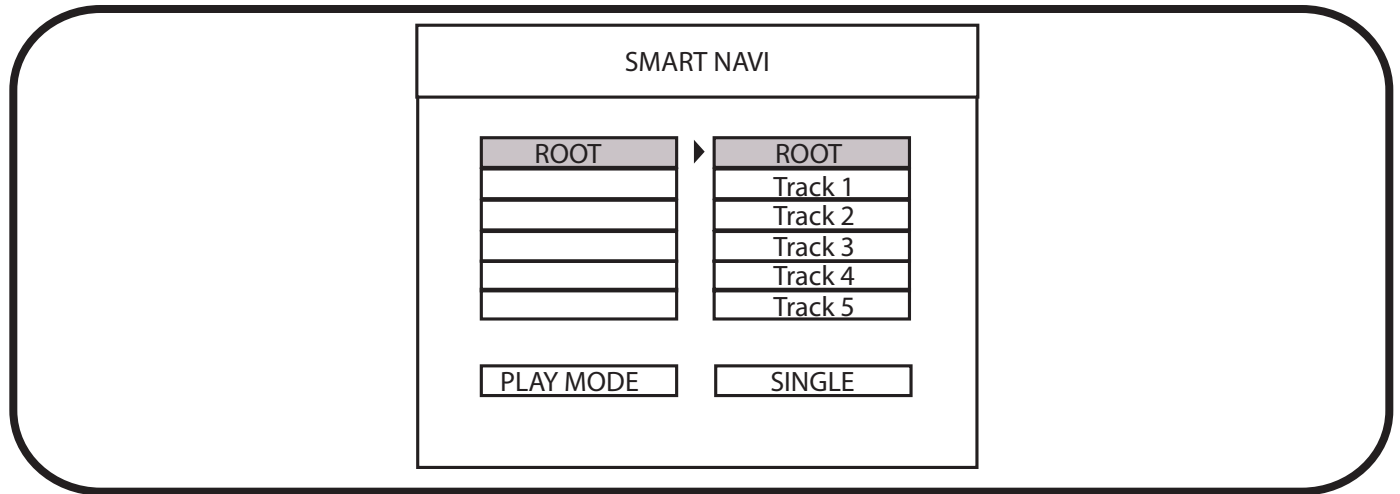 SMART NAVI
ROOT ROOT
Track 1
Track 2
Track 3
Track 4
Track 5
PLAY MODE SINGLE